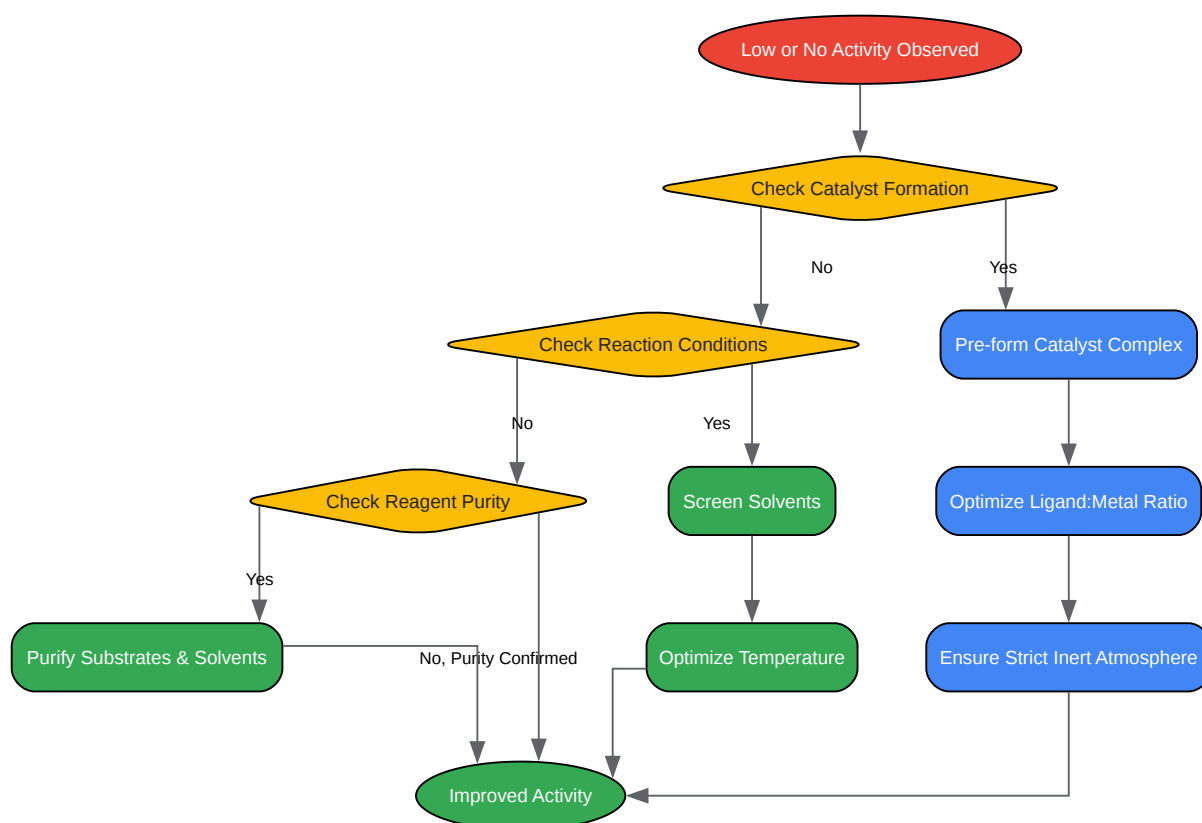 Low or No Activity Observed
Check Catalyst Formation
No
Yes
Check Reaction Conditions
Pre-form Catalyst Complex
No
Yes
Check Reagent Purity
Screen Solvents
Optimize Ligand:Metal Ratio
Yes
Purify Substrates & Solvents
No, Purity Confirmed
Optimize Temperature
Ensure Strict Inert Atmosphere
Improved Activity